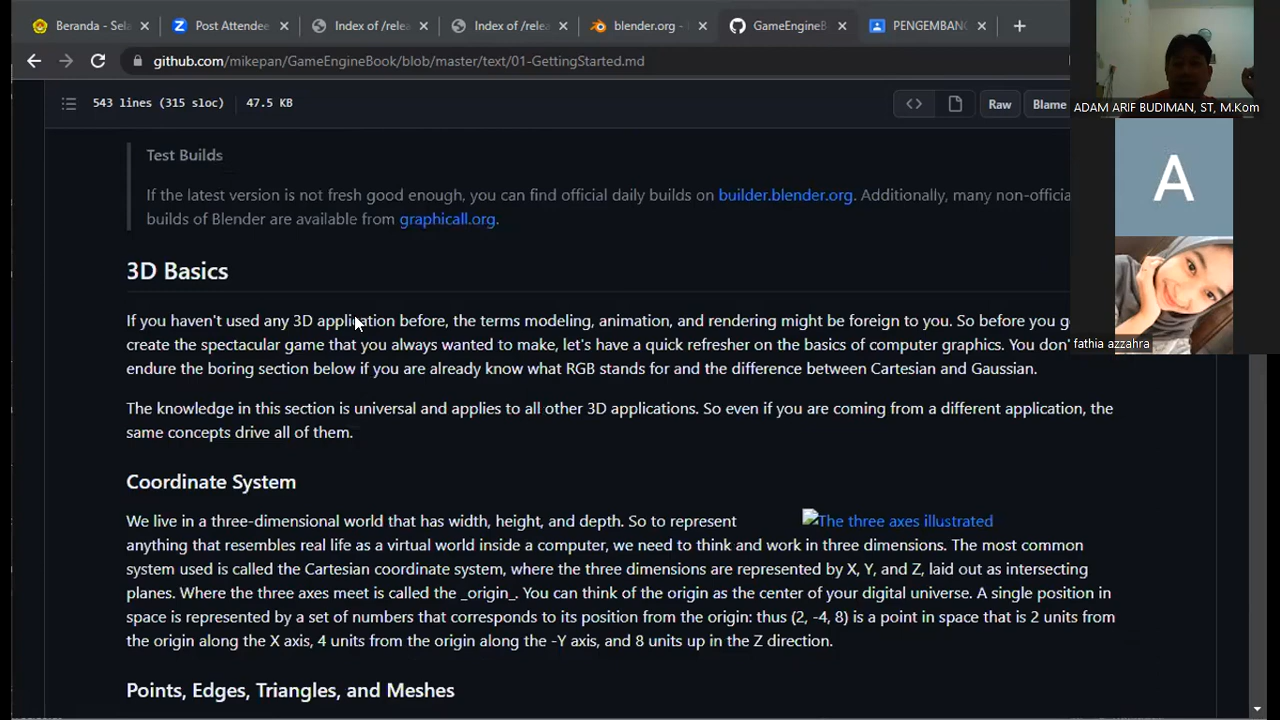 Beranda - Sela
Post Attendee
Index of /relea
Index of /relea
blender.org -
GameEngineB
PENGEMBANG
github.com/mikepan/GameEngineBook/blob/master/text/01-GettingStarted.md
543 lines (315 sloc)
47.5 KB
Raw
Blame
ADAM ARIF BUDIMAN, ST, M.Kom
A
fathia azzahra
Test Builds
If the latest version is not fresh good enough, you can find official daily builds on builder.blender.org. Additionally, many non-officia
builds of Blender are available from graphicall.org.
3D Basics
If you haven't used any 3D application before, the terms modeling, animation, and rendering might be foreign to you. So before you go
create the spectacular game that you always wanted to make, let's have a quick refresher on the basics of computer graphics. You don'
endure the boring section below if you are already know what RGB stands for and the difference between Cartesian and Gaussian.
The knowledge in this section is universal and applies to all other 3D applications. So even if you are coming from a different application, the
same concepts drive all of them.
Coordinate System
We live in a three-dimensional world that has width, height, and depth. So to represent
The three axes illustrated
anything that resembles real life as a virtual world inside a computer, we need to think and work in three dimensions. The most common
system used is called the Cartesian coordinate system, where the three dimensions are represented by X, Y, and Z, laid out as intersecting
planes. Where the three axes meet is called the _origin_. You can think of the origin as the center of your digital universe. A single position in
space is represented by a set of numbers that corresponds to its position from the origin: thus (2, -4, 8) is a point in space that is 2 units from
the origin along the X axis, 4 units from the origin along the -Y axis, and 8 units up in the Z direction.
Points, Edges, Triangles, and Meshes